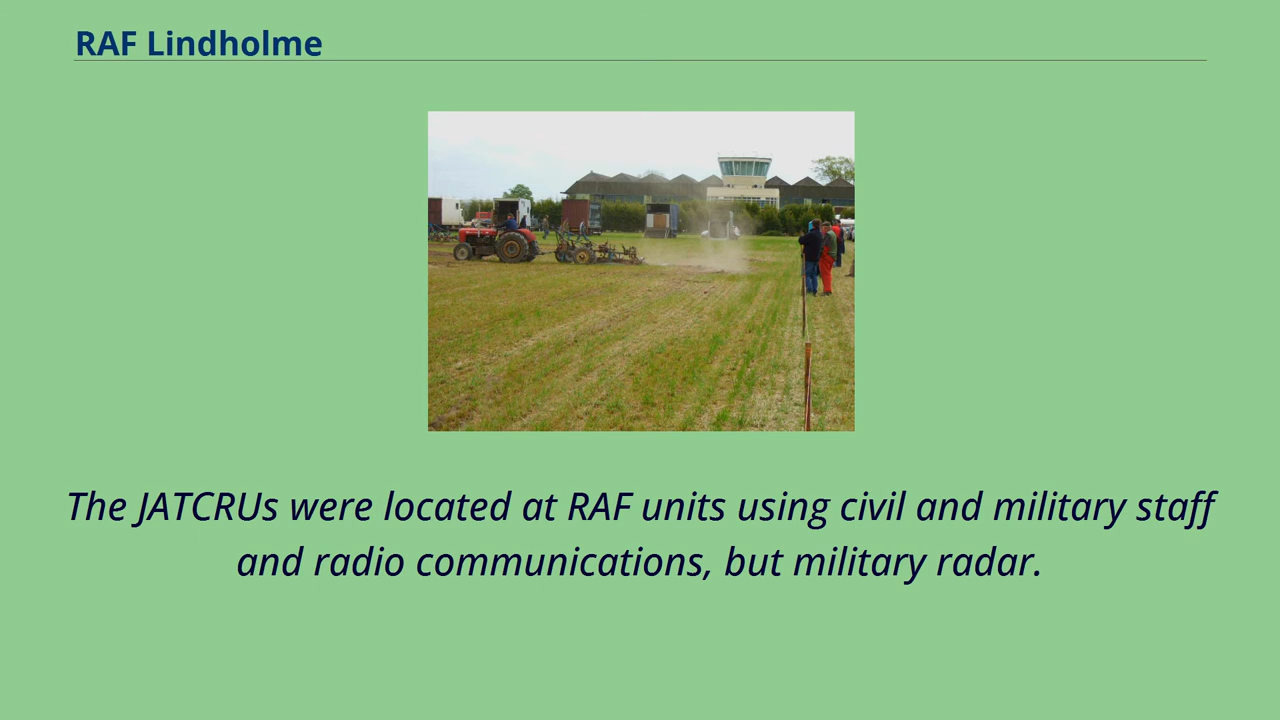 RAF Lindholme
The JATCRUs were located at RAF units using civil and military staff
and radio communications, but military radar.